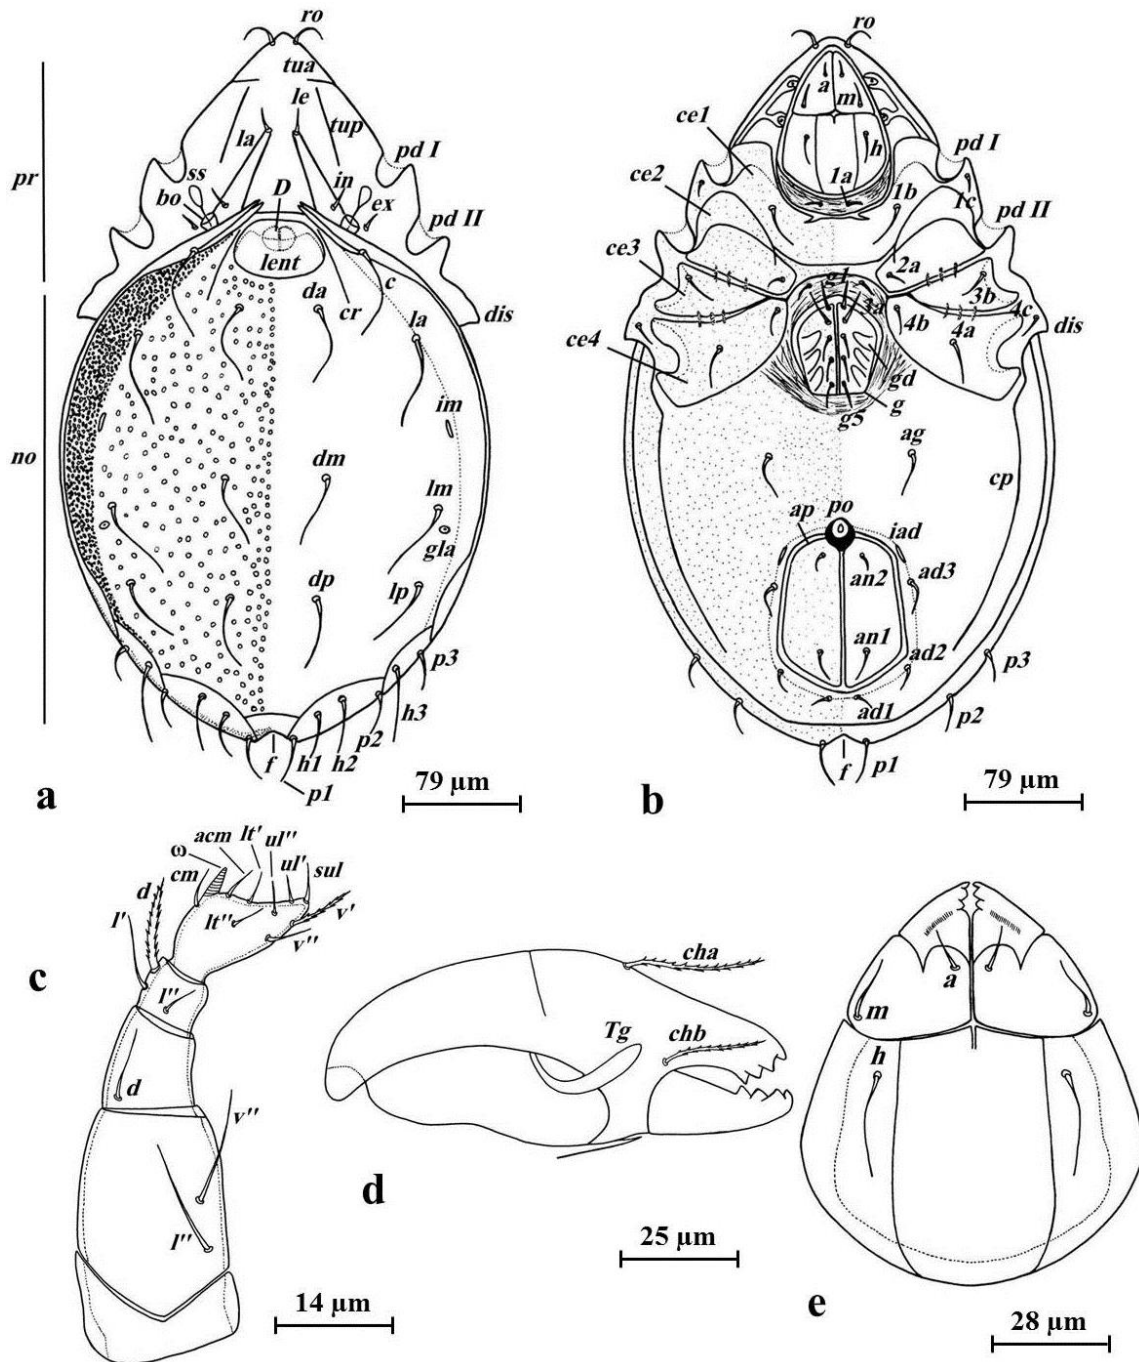 ro
tua
le
la
tup
pd I
pr
ss
in
bo
D
ex
pd II
lent
c
da
cr
la
dis
im
no
dm
lm
gla
dp
lp
p3
h3
p2
f
h1
h2
p1
a
79 µm
ro
a
m
ce1
pd I
h
ce2
1a
1b
1c
pd II
ce3
2a
g1
3b
4c
4b
4a
dis
ce4
gd
g
g5
ag
cp
ap
po
iad
an2
ad3
an1
ad2
p3
ad1
p2
f
p1
b
79 µm
ω
acm
lt'
ul''
cm
ul'
sul
d
l'
lt''
v'
v''
l''
d
v''
l''
c
14 µm
cha
Tg
chb
d
25 µm
a
m
h
e
28 µm